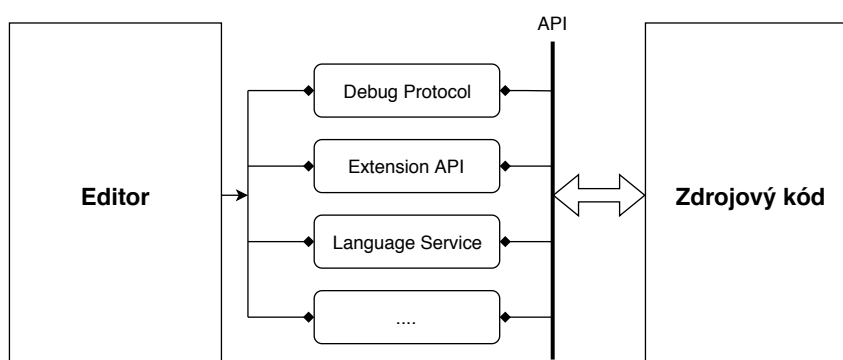 API
Debug Protocol
Extension API
Editor
Zdrojový kód
Language Service
....